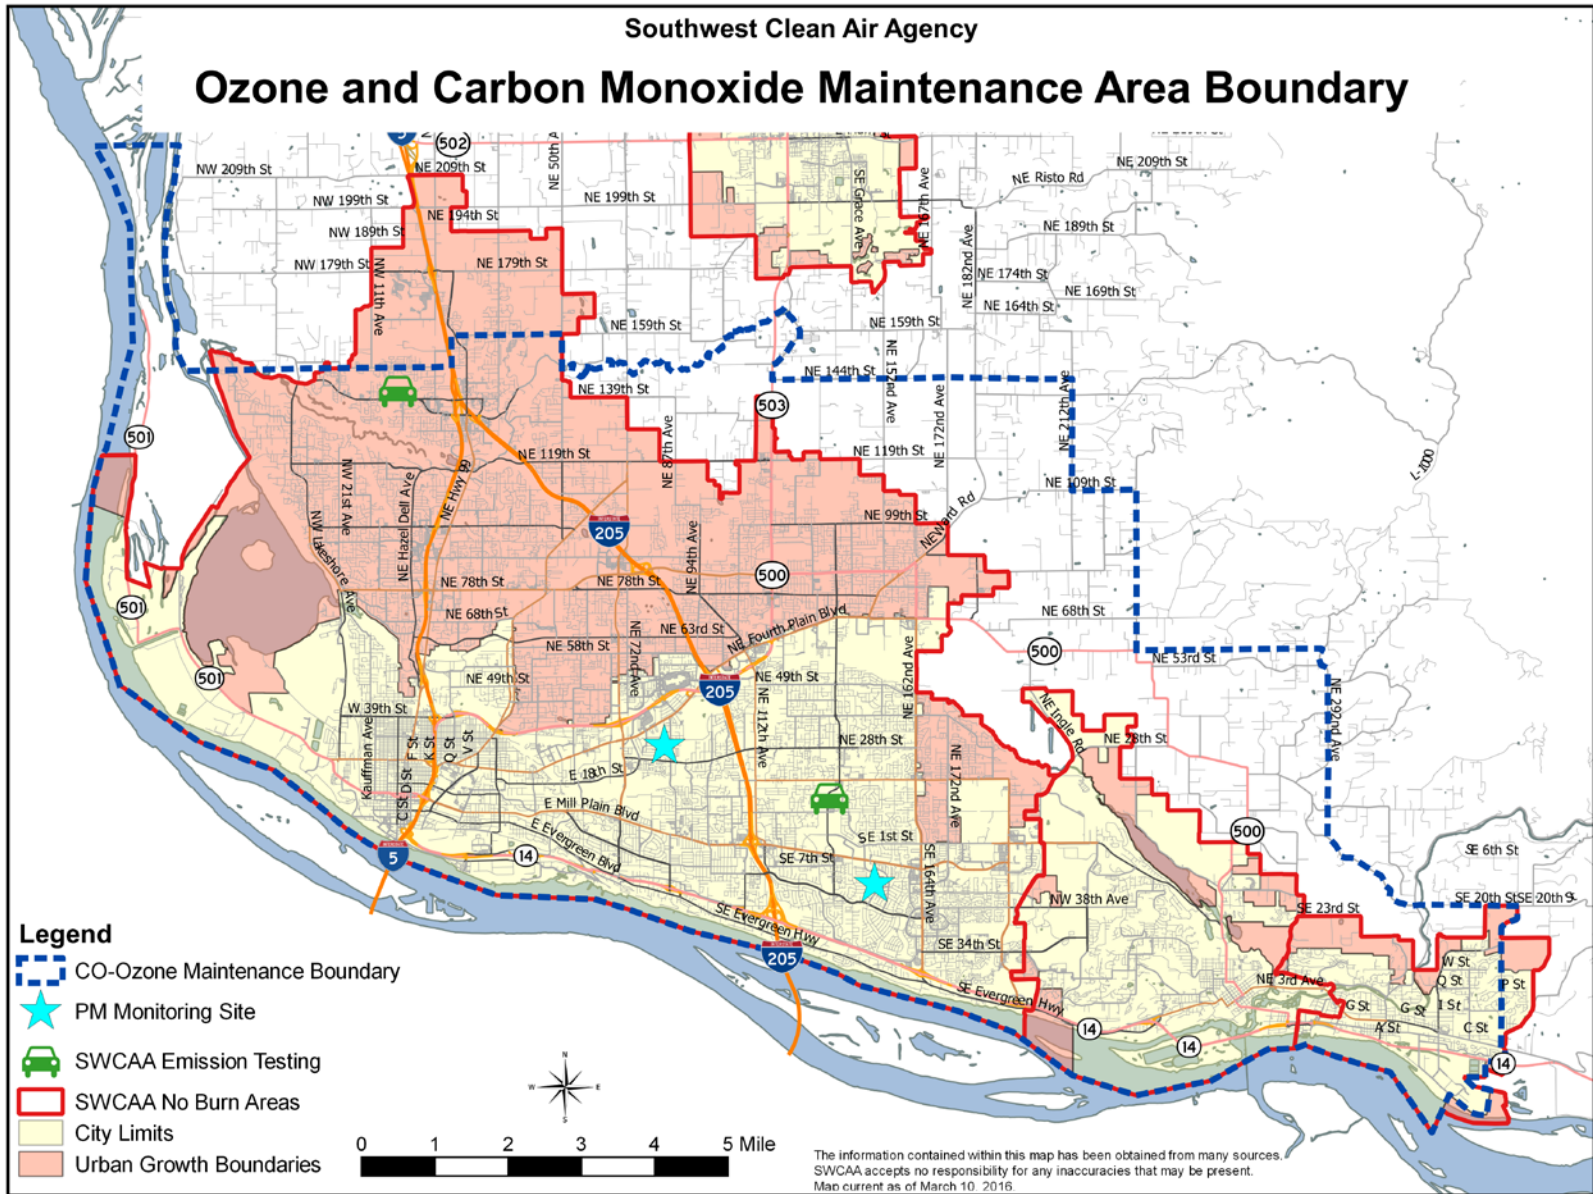 Southwest Clean Air Agency
Ozone and Carbon Monoxide Maintenance Area Boundary
502
NE 209th St
NE 209th St
NW 209th St
NE 50th A
NE Risto Rd
NE 167th Ave
SE Grace Ave
NW 199th St
NE 199th St
NE 194th St
NW 189th St
NE 189th St
NE 182nd Ave
NW 179th St
NE 179th St
NW 11th Ave
NE 174th St
NE 169th St
NE 164th St
NE 159th St
NE 159th St
NE 152nd Ave
NE 144th St
NE 139th St
NE 212th Ave
NE 172nd Ave
503
501
NE 87th Ave
NE 119th St
NE 119th St
NE Hwy 99
NW 21st Ave
NE Hazel Dell Ave
NE 109th St
L-1000
NE 99th St
NE Ward Rd
205
NW Lakeshore Ave
NE 94th Ave
NE 78th St
NE 78th St
500
501
NE 68th St
NE 68th St
NE Fourth Plain Blvd
NE 63rd St
NE 58th St
NE 72nd Ave
500
NE 53rd St
NE 162nd Ave
501
NE 49th St
NE 49th St
205
NE 112th Ave
NE 292nd Ave
W 39th St
Kauffman Ave
F St
K St
Q St
V St
NE Ingle Rd
NE 28th St
NE 28th St
NE 172nd Ave
E 18th St
C St
D St
E Mill Plain Blvd
E Evergreen Blvd
SE 1st St
500
SE 6th St
5
14
SE 7th St
SE 164th Ave
NW 38th Ave
SE 20th St
SE 20th S
SE 23rd St
SE Evergreen Hwy
SE 34th St
205
W St
Q St
P St
NE 3rd Ave
SE Evergreen Hwy
G St
G St
I St
A St
C St
14
14
14
Legend
CO-Ozone Maintenance Boundary
PM Monitoring Site
SWCAA Emission Testing
SWCAA No Burn Areas
City Limits
Urban Growth Boundaries
N
W
E
S
0 1 2 3 4 5 Mile
The information contained within this map has been obtained from many sources.
SWCAA accepts no responsibility for any inaccuracies that may be present.
Map current as of March 10, 2016.